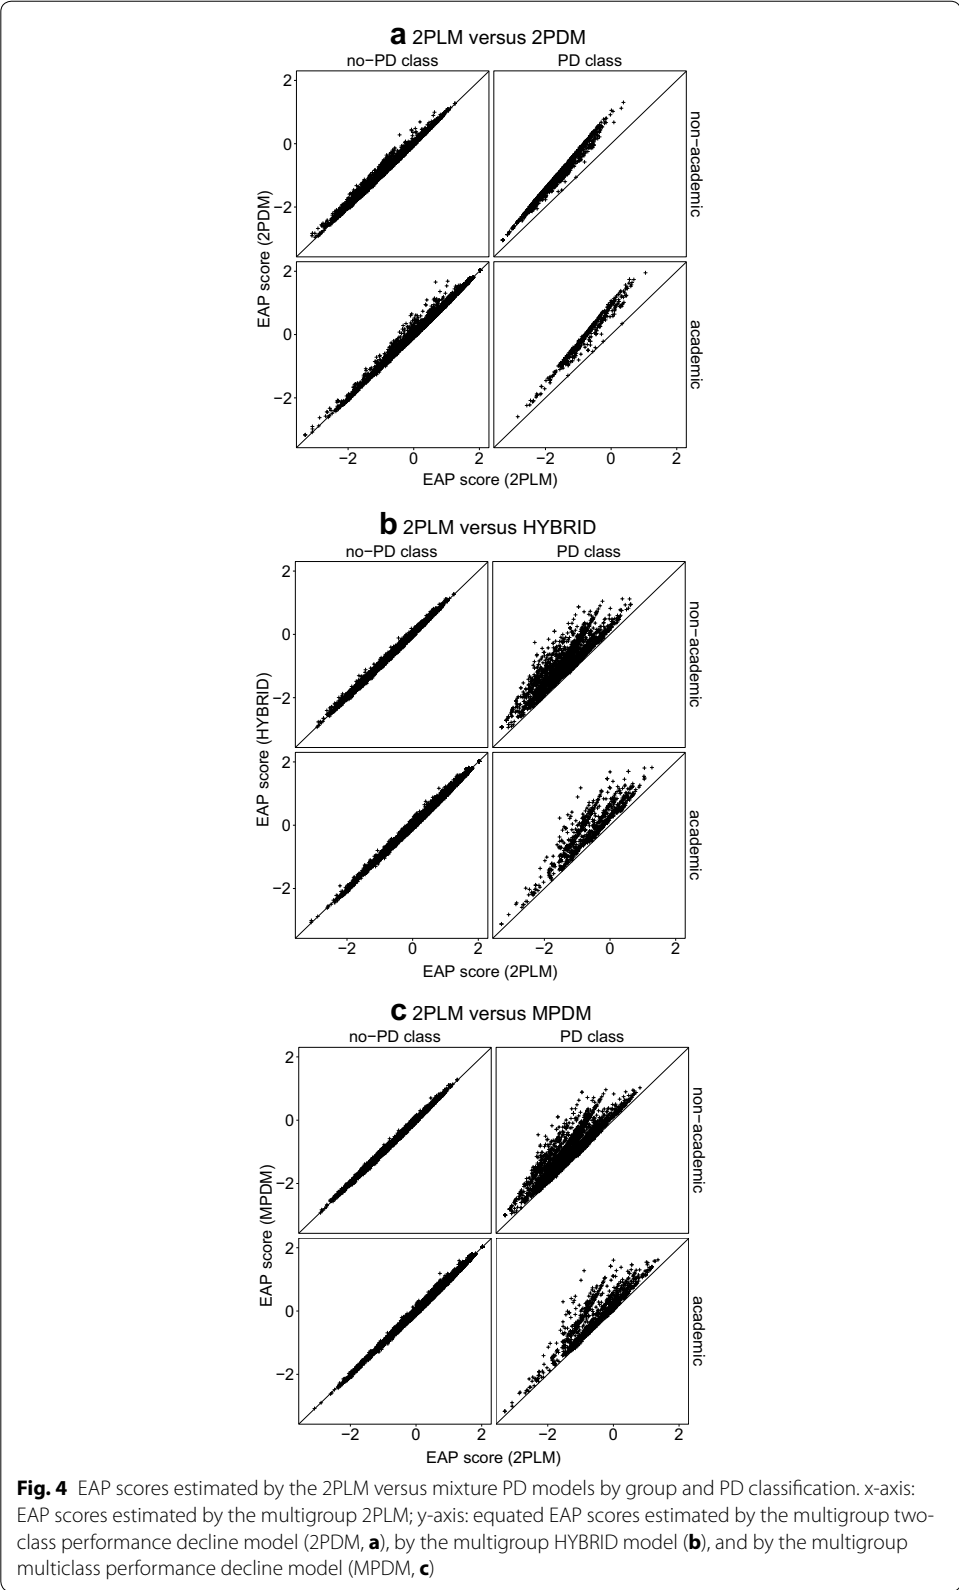 a 2PLM versus 2PDM
no−PD class PD class
2
0
−2
non−academic
EAP score (2PDM)
2
0
−2
academic
−2 0 2 −2 0 2
EAP score (2PLM)
b 2PLM versus HYBRID
no−PD class PD class
2
0
−2
non−academic
EAP score (HYBRID)
2
0
−2
academic
−2 0 2 −2 0 2
EAP score (2PLM)
c 2PLM versus MPDM
no−PD class PD class
2
0
−2
non−academic
EAP score (MPDM)
2
0
−2
academic
−2 0 2 −2 0 2
EAP score (2PLM)
Fig. 4 EAP scores estimated by the 2PLM versus mixture PD models by group and PD classification. x-axis:
EAP scores estimated by the multigroup 2PLM; y-axis: equated EAP scores estimated by the multigroup two-
class performance decline model (2PDM, a), by the multigroup HYBRID model (b), and by the multigroup
multiclass performance decline model (MPDM, c)